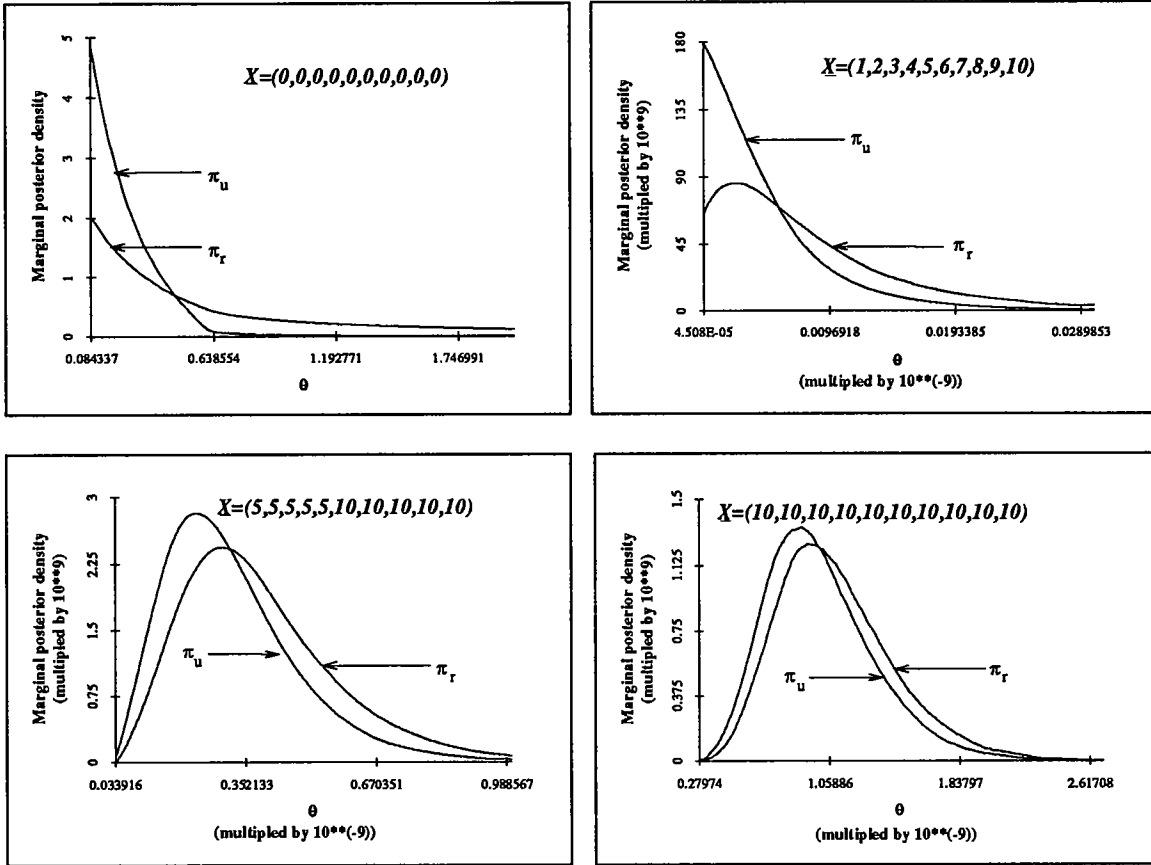 X=(0,0,0,0,0,0,0,0,0,0)
Marginal posterior density
5
4
3
2
1
0
π_u
π_r
0.084337 0.638554 1.192771 1.746991
θ
X=(1,2,3,4,5,6,7,8,9,10)
Marginal posterior density
(multipled by 10**9)
180
135
90
45
0
π_u
π_r
4.508E-05 0.0096918 0.0193385 0.0289853
θ
(multipled by 10**(-9))
X=(5,5,5,5,5,10,10,10,10,10)
Marginal posterior density
(multipled by 10**9)
3
2.25
1.5
0.75
0
π_u
π_r
0.033916 0.352133 0.670351 0.988567
θ
(multipled by 10**(-9))
X=(10,10,10,10,10,10,10,10,10,10)
Marginal posterior density
(multipled by 10**9)
1.5
1.125
0.75
0.375
0
π_u
π_r
0.27974 1.05886 1.83797 2.61708
θ
(multipled by 10**(-9))